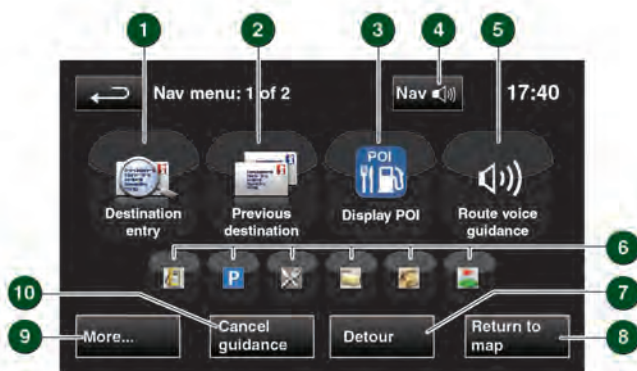 1
2
3
4
5
Nav menu: 1 of 2
Nav
17:40
POI
Destination
entry
Previous
destination
Display POI
Route voice
guidance
6
P
10
7
More...
Cancel
guidance
Detour
Return to
map
9
8